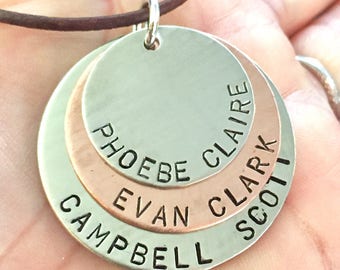 PHOEBE CLAIRE
EVAN CLARK
CAMPBELL SCOTT